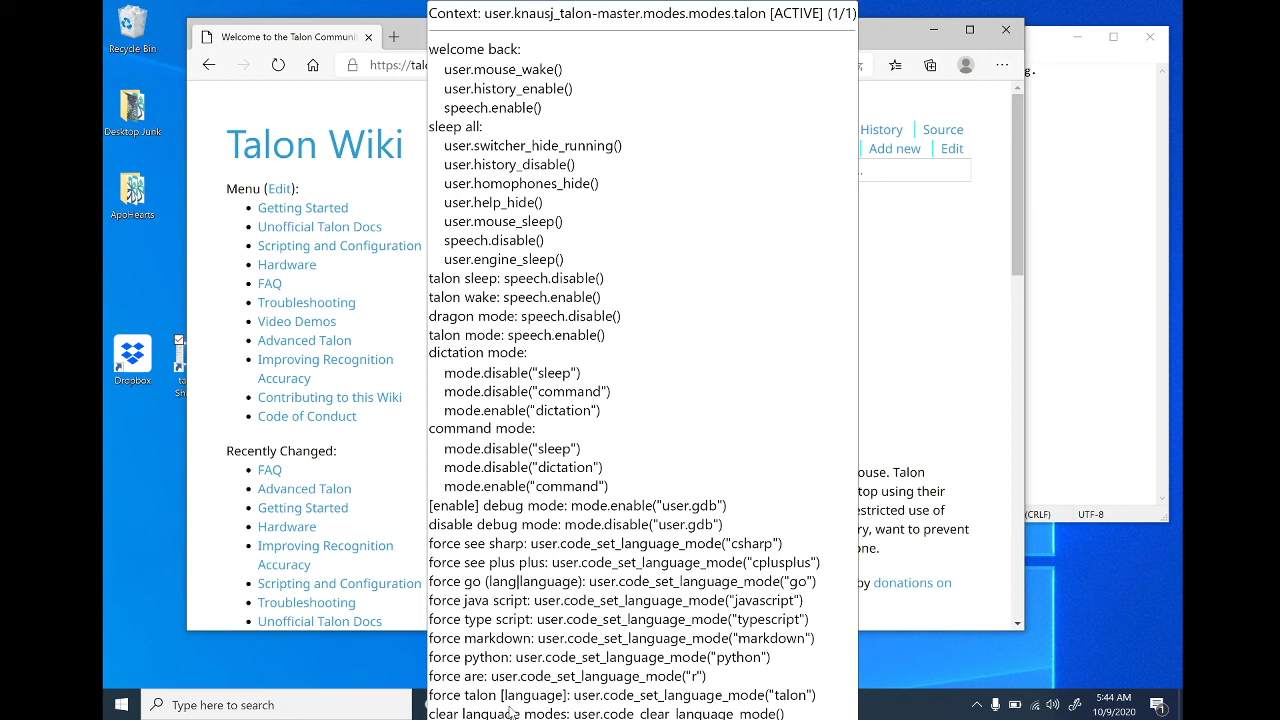 Recycle Bin
Desktop Junk
ApoHearts
Dropbox
ta
Sh
Welcome to the Talon Communi
https://talo
Talon Wiki
Menu (Edit):
Getting Started
Unofficial Talon Docs
Scripting and Configuration
Hardware
FAQ
Troubleshooting
Video Demos
Advanced Talon
Improving Recognition
Accuracy
Contributing to this Wiki
Code of Conduct
Recently Changed:
FAQ
Advanced Talon
Getting Started
Hardware
Improving Recognition
Accuracy
Scripting and Configuration
Troubleshooting
Unofficial Talon Docs
Context: user.knausj_talon-master.modes.modes.talon [ACTIVE] (1/1)
welcome back:
user.mouse_wake()
user.history_enable()
speech.enable()
sleep all:
user.switcher_hide_running()
user.history_disable()
user.homophones_hide()
user.help_hide()
user.mouse_sleep()
speech.disable()
user.engine_sleep()
talon sleep: speech.disable()
talon wake: speech.enable()
dragon mode: speech.disable()
talon mode: speech.enable()
dictation mode:
mode.disable("sleep")
mode.disable("command")
mode.enable("dictation")
command mode:
mode.disable("sleep")
mode.disable("dictation")
mode.enable("command")
[enable] debug mode: mode.enable("user.gdb")
disable debug mode: mode.disable("user.gdb")
force see sharp: user.code_set_language_mode("csharp")
force see plus plus: user.code_set_language_mode("cplusplus")
force go (lang|language): user.code_set_language_mode("go")
force java script: user.code_set_language_mode("javascript")
force type script: user.code_set_language_mode("typescript")
force markdown: user.code_set_language_mode("markdown")
force python: user.code_set_language_mode("python")
force are: user.code_set_language_mode("r")
force talon [language]: user.code_set_language_mode("talon")
clear language modes: user.code_clear_language_mode()
History
Source
Add new
Edit
..
ouse. Talon
top using their
estricted use of
ry, want to prevent
one.
by donations on
g.
(CRLF)
UTF-8
Type here to search
5:44 AM
10/9/2020
1